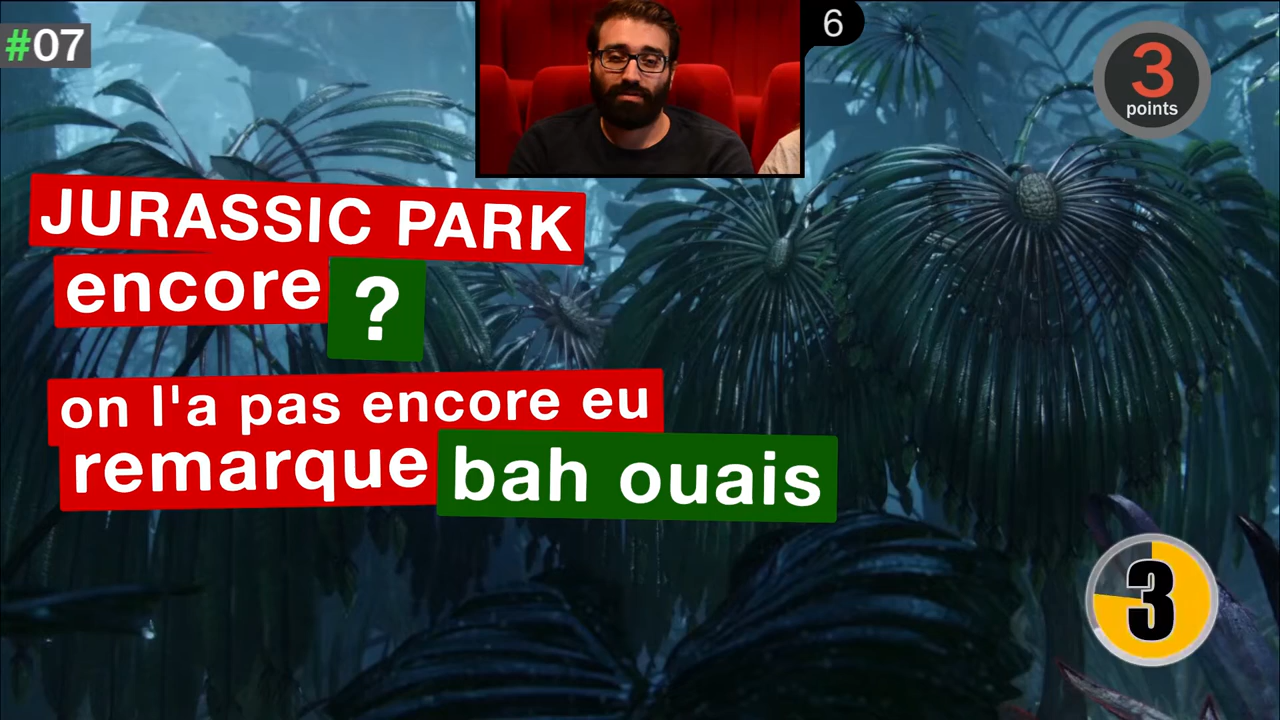 #07
6
3
points
JURASSIC PARK
encore ?
on l'a pas encore eu
remarque bah ouais
3